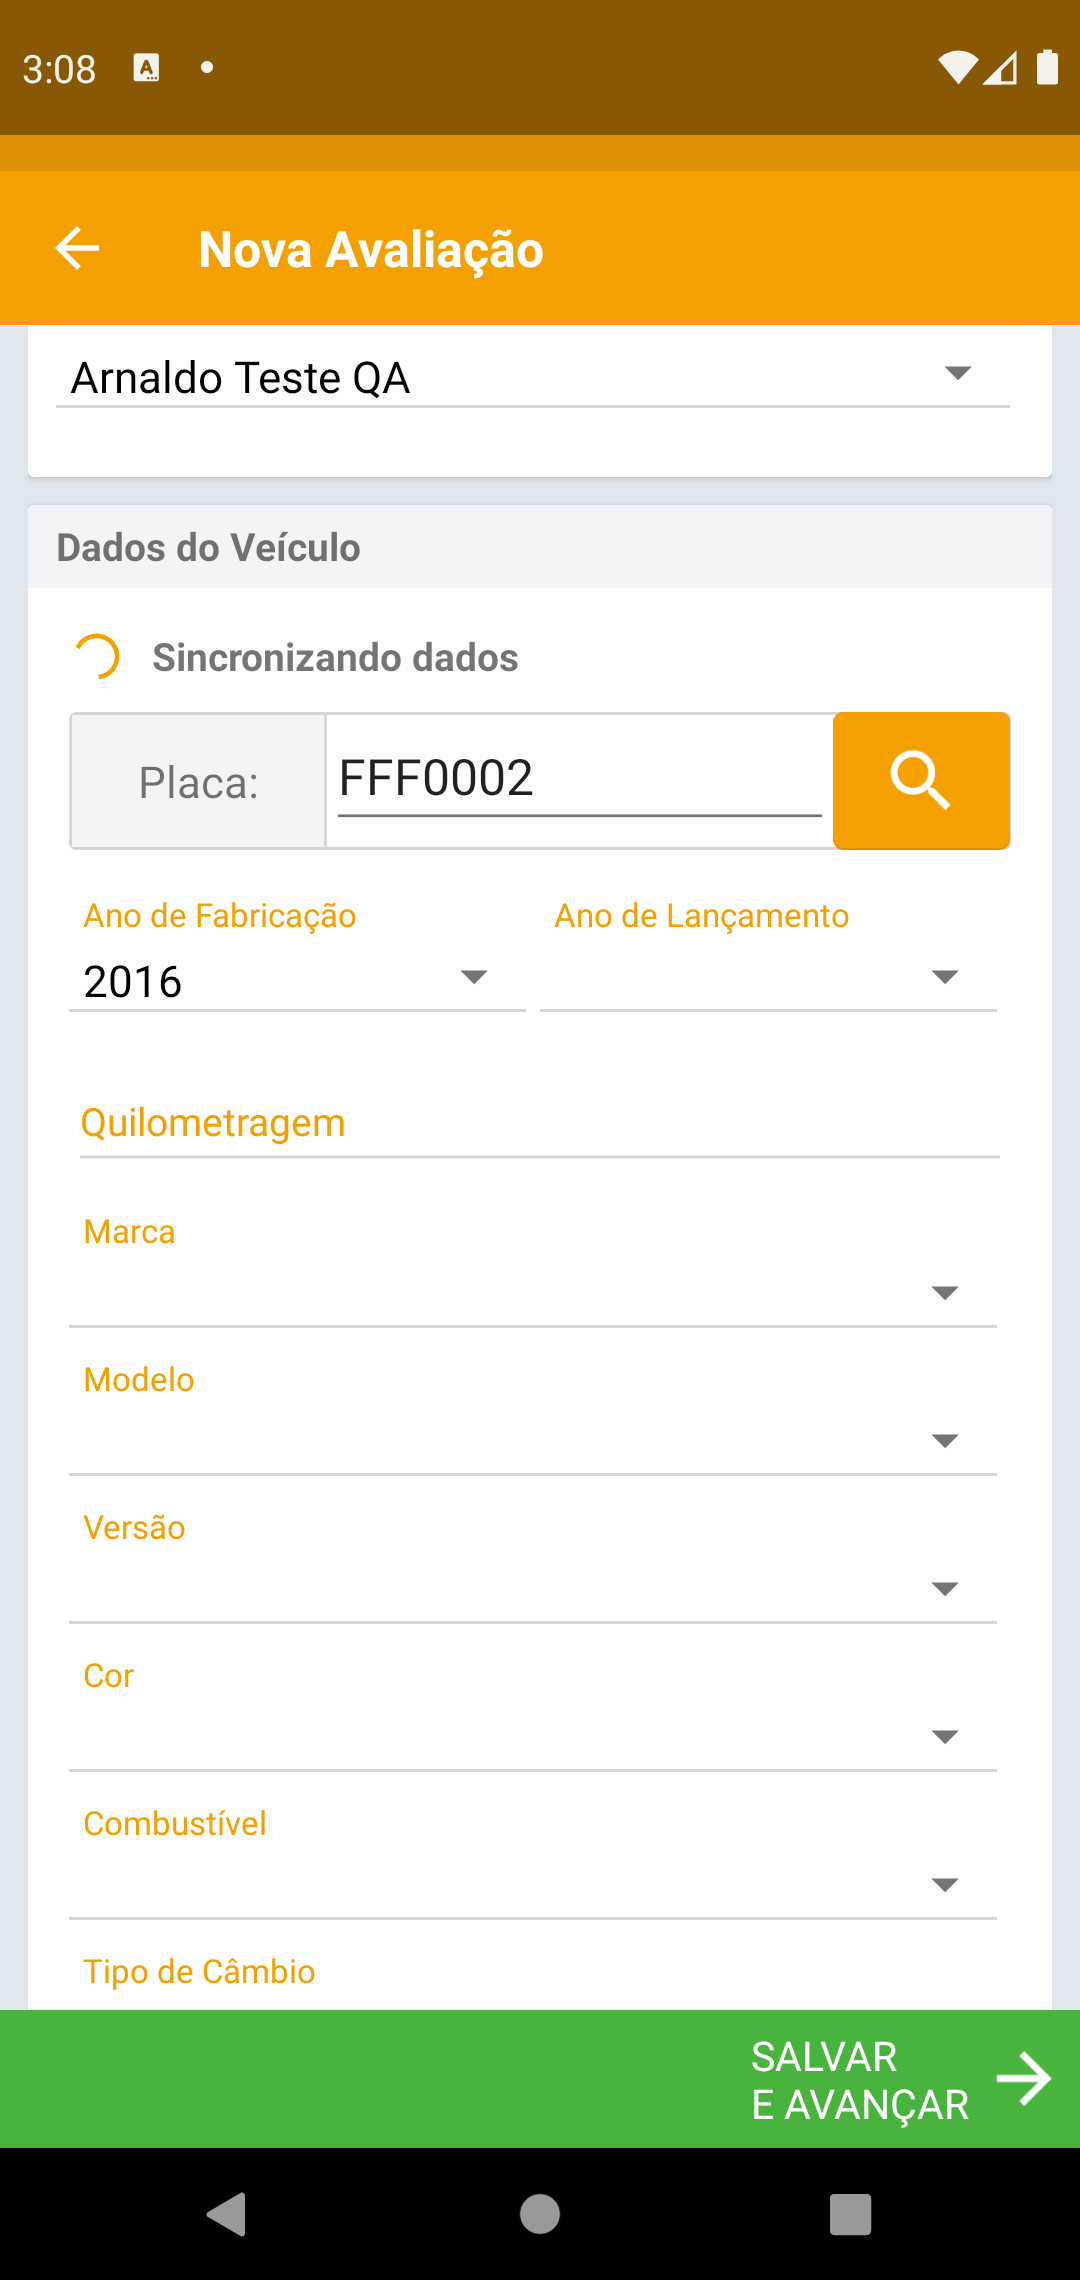 3:08
Nova Avaliação
Arnaldo Teste QA
Dados do Veículo
Sincronizando dados
Placa:
FFF0002
Ano de Fabricação
Ano de Lançamento
2016
Quilometragem
Marca
Modelo
Versão
Cor
Combustível
Tipo de Câmbio
SALVAR
E AVANÇAR